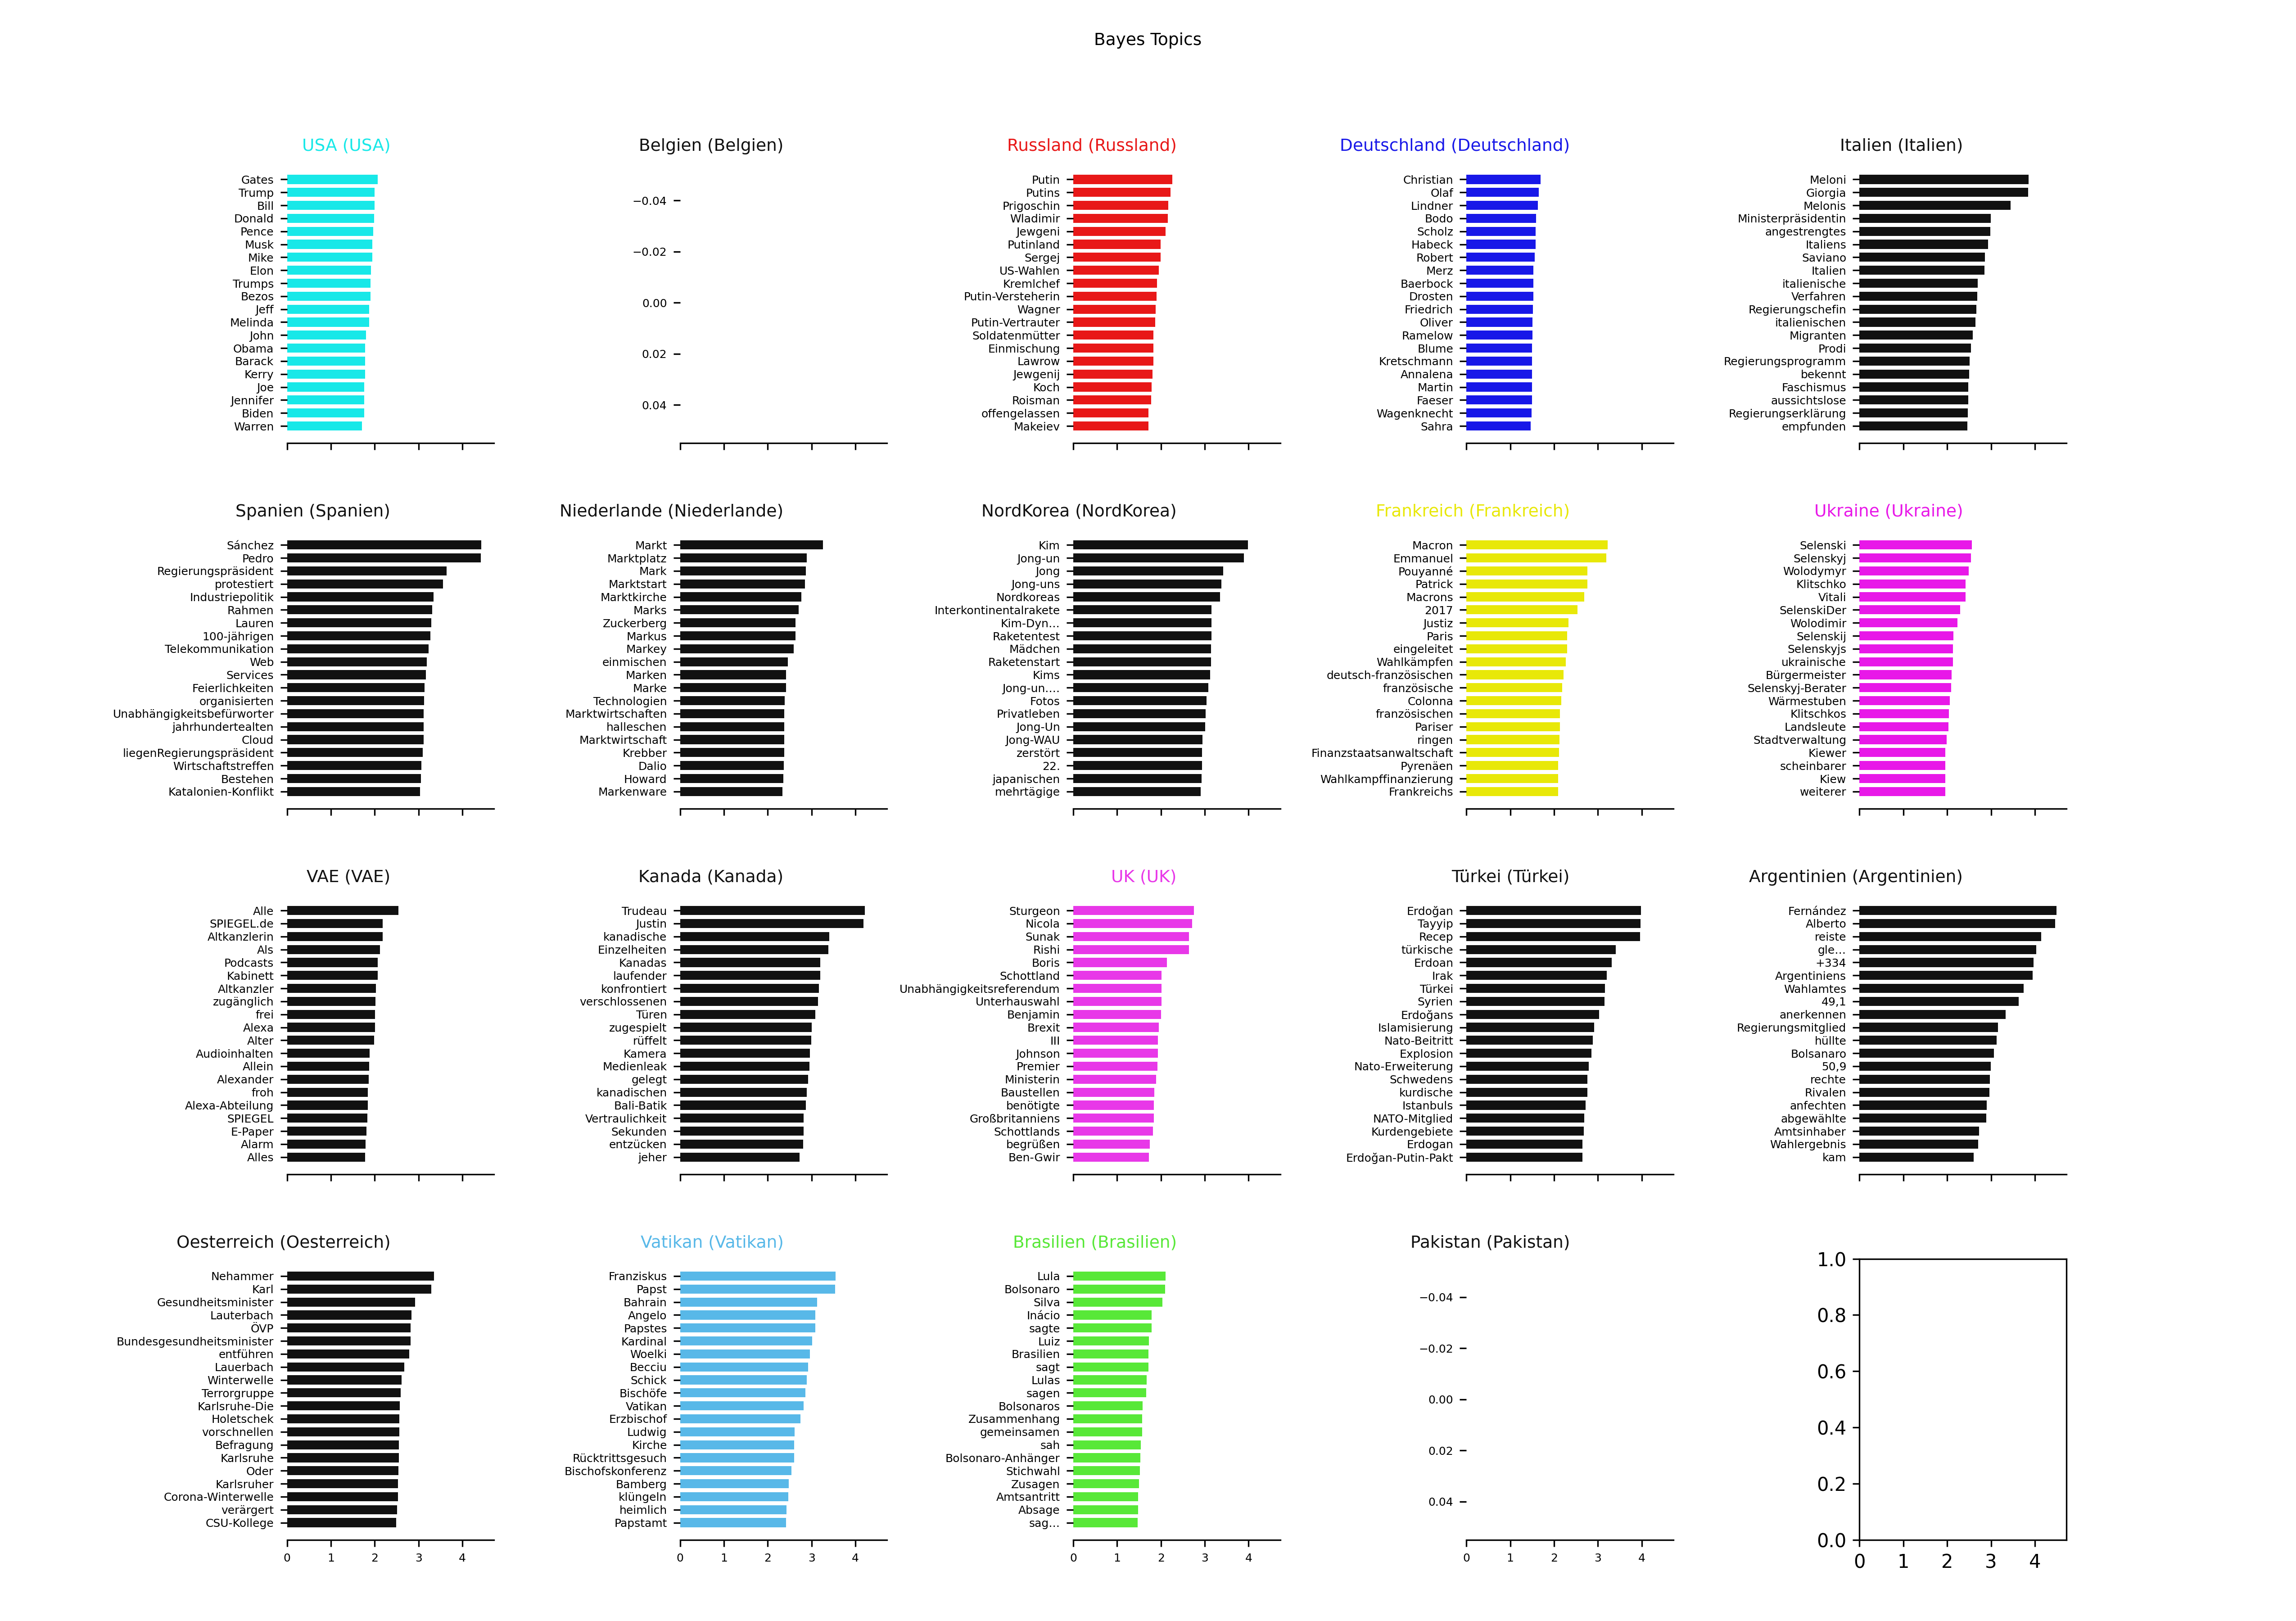 Bayes Topics
USA (USA)
Gates
Trump
Bill
Donald
Pence
Musk
Mike
Elon
Trumps
Bezos
Jeff
Melinda
John
Obama
Barack
Kerry
Joe
Jennifer
Biden
Warren
Belgien (Belgien)
−0.04
−0.02
0.00
0.02
0.04
Russland (Russland)
Putin
Putins
Prigoschin
Wladimir
Jewgeni
Putinland
Sergej
US-Wahlen
Kremlchef
Putin-Versteherin
Wagner
Putin-Vertrauter
Soldatenmütter
Einmischung
Lawrow
Jewgenij
Koch
Roisman
offengelassen
Makeiev
Deutschland (Deutschland)
Christian
Olaf
Lindner
Bodo
Scholz
Habeck
Robert
Merz
Baerbock
Drosten
Friedrich
Oliver
Ramelow
Blume
Kretschmann
Annalena
Martin
Faeser
Wagenknecht
Sahra
Italien (Italien)
Meloni
Giorgia
Melonis
Ministerpräsidentin
angestrengtes
Italiens
Saviano
Italien
italienische
Verfahren
Regierungschefin
italienischen
Migranten
Prodi
Regierungsprogramm
bekennt
Faschismus
aussichtslose
Regierungserklärung
empfunden
Spanien (Spanien)
Sánchez
Pedro
Regierungspräsident
protestiert
Industriepolitik
Rahmen
Lauren
100-jährigen
Telekommunikation
Web
Services
Feierlichkeiten
organisierten
Unabhängigkeitsbefürworter
jahrhundertealten
Cloud
liegenRegierungspräsident
Wirtschaftstreffen
Bestehen
Katalonien-Konflikt
Niederlande (Niederlande)
Markt
Marktplatz
Mark
Marktstart
Marktkirche
Marks
Zuckerberg
Markus
Markey
einmischen
Marken
Marke
Technologien
Marktwirtschaften
halleschen
Marktwirtschaft
Krebber
Dalio
Howard
Markenware
NordKorea (NordKorea)
Kim
Jong-un
Jong
Jong-uns
Nordkoreas
Interkontinentalrakete
Kim-Dyn...
Raketentest
Mädchen
Raketenstart
Kims
Jong-un....
Fotos
Privatleben
Jong-Un
Jong-WAU
zerstört
22.
japanischen
mehrtägige
Frankreich (Frankreich)
Macron
Emmanuel
Pouyanné
Patrick
Macrons
2017
Justiz
Paris
eingeleitet
Wahlkämpfen
deutsch-französischen
französische
Colonna
französischen
Pariser
ringen
Finanzstaatsanwaltschaft
Pyrenäen
Wahlkampffinanzierung
Frankreichs
Ukraine (Ukraine)
Selenski
Selenskyj
Wolodymyr
Klitschko
Vitali
SelenskiDer
Wolodimir
Selenskij
Selenskyjs
ukrainische
Bürgermeister
Selenskyj-Berater
Wärmestuben
Klitschkos
Landsleute
Stadtverwaltung
Kiewer
scheinbarer
Kiew
weiterer
VAE (VAE)
Alle
SPIEGEL.de
Altkanzlerin
Als
Podcasts
Kabinett
Altkanzler
zugänglich
frei
Alexa
Alter
Audioinhalten
Allein
Alexander
froh
Alexa-Abteilung
SPIEGEL
E-Paper
Alarm
Alles
Kanada (Kanada)
Trudeau
Justin
kanadische
Einzelheiten
Kanadas
laufender
konfrontiert
verschlossenen
Türen
zugespielt
rüffelt
Kamera
Medienleak
gelegt
kanadischen
Bali-Batik
Vertraulichkeit
Sekunden
entzücken
jeher
UK (UK)
Sturgeon
Nicola
Sunak
Rishi
Boris
Schottland
Unabhängigkeitsreferendum
Unterhauswahl
Benjamin
Brexit
III
Johnson
Premier
Ministerin
Baustellen
benötigte
Großbritanniens
Schottlands
begrüßen
Ben-Gwir
Türkei (Türkei)
Erdoğan
Tayyip
Recep
türkische
Erdoan
Irak
Türkei
Syrien
Erdoğans
Islamisierung
Nato-Beitritt
Explosion
Nato-Erweiterung
Schwedens
kurdische
Istanbuls
NATO-Mitglied
Kurdengebiete
Erdogan
Erdoğan-Putin-Pakt
Argentinien (Argentinien)
Fernández
Alberto
reiste
gle...
+334
Argentiniens
Wahlamtes
49,1
anerkennen
Regierungsmitglied
hüllte
Bolsanaro
50,9
rechte
Rivalen
anfechten
abgewählte
Amtsinhaber
Wahlergebnis
kam
Oesterreich (Oesterreich)
Nehammer
Karl
Gesundheitsminister
Lauterbach
ÖVP
Bundesgesundheitsminister
entführen
Lauerbach
Winterwelle
Terrorgruppe
Karlsruhe-Die
Holetschek
vorschnellen
Befragung
Karlsruhe
Oder
Karlsruher
Corona-Winterwelle
verärgert
CSU-Kollege
0 1 2 3 4
Vatikan (Vatikan)
Franziskus
Papst
Bahrain
Angelo
Papstes
Kardinal
Woelki
Becciu
Schick
Bischöfe
Vatikan
Erzbischof
Ludwig
Kirche
Rücktrittsgesuch
Bischofskonferenz
Bamberg
klüngeln
heimlich
Papstamt
0 1 2 3 4
Brasilien (Brasilien)
Lula
Bolsonaro
Silva
Inácio
sagte
Luiz
Brasilien
sagt
Lulas
sagen
Bolsonaros
Zusammenhang
gemeinsamen
sah
Bolsonaro-Anhänger
Stichwahl
Zusagen
Amtsantritt
Absage
sag...
0 1 2 3 4
Pakistan (Pakistan)
−0.04
−0.02
0.00
0.02
0.04
0 1 2 3 4
1.0
0.8
0.6
0.4
0.2
0.0
0 1 2 3 4